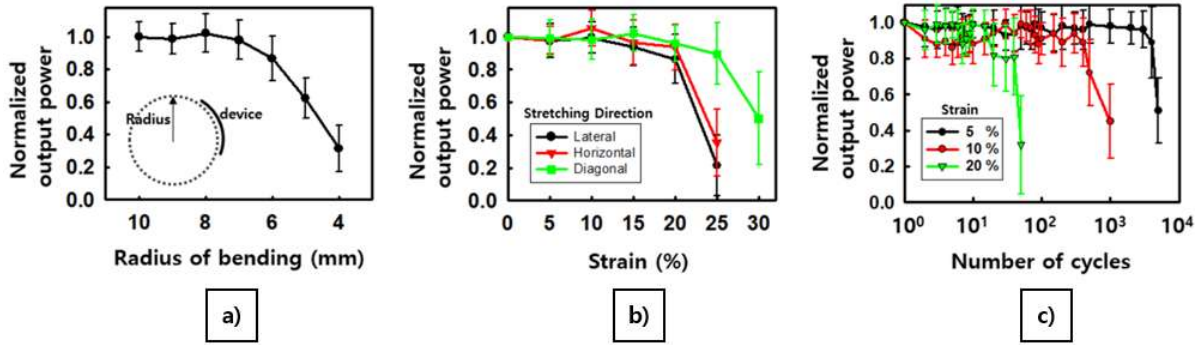 Normalized
output power
1.0
0.8
0.6
0.4
0.2
0.0
Radius
device
10
8
6
4
Radius of bending (mm)
a)
Normalized
output power
1.0
0.8
0.6
0.4
0.2
0.0
Stretching Direction
Lateral
Horizontal
Diagonal
0
5
10
15
20
25
30
Strain (%)
b)
Normalized
output power
1.0
0.8
0.6
0.4
0.2
0.0
Strain
5 %
10 %
20 %
10⁰
10¹
10²
10³
10⁴
Number of cycles
c)